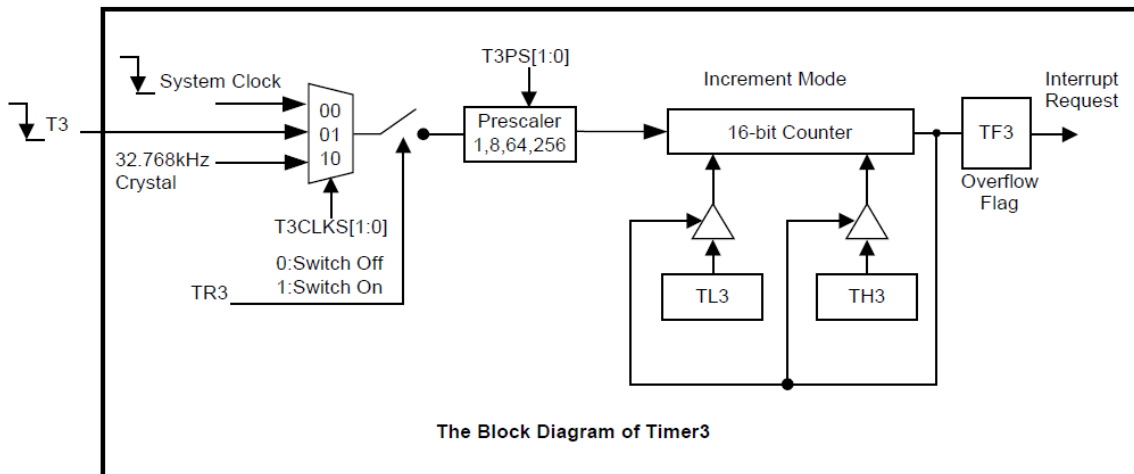 T3PS[1:0]
System Clock
Increment Mode
Interrupt
Request
00
01
10
T3
Prescaler
1,8,64,256
16-bit Counter
TF3
32.768kHz
Crystal
Overflow
Flag
T3CLKS[1:0]
0:Switch Off
1:Switch On
TR3
TL3
TH3
The Block Diagram of Timer3